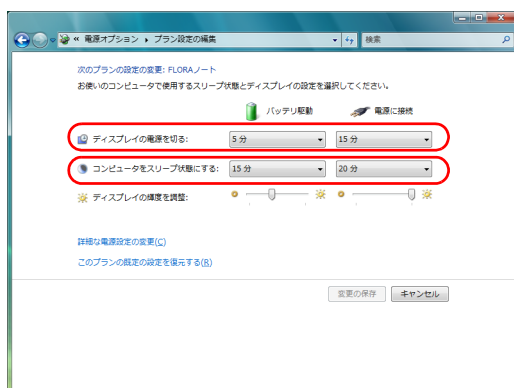 « 電源オプション ▸ プラン設定の編集
検索
次のプランの設定の変更: FLORAノート
お使いのコンピュータで使用するスリープ状態とディスプレイの設定を選択してください。
バッテリ駆動 電源に接続
ディスプレイの電源を切る: 5 分 15 分
コンピュータをスリープ状態にする: 15 分 20 分
ディスプレイの輝度を調整:
詳細な電源設定の変更(C)
このプランの既定の設定を復元する(R)
変更の保存 キャンセル